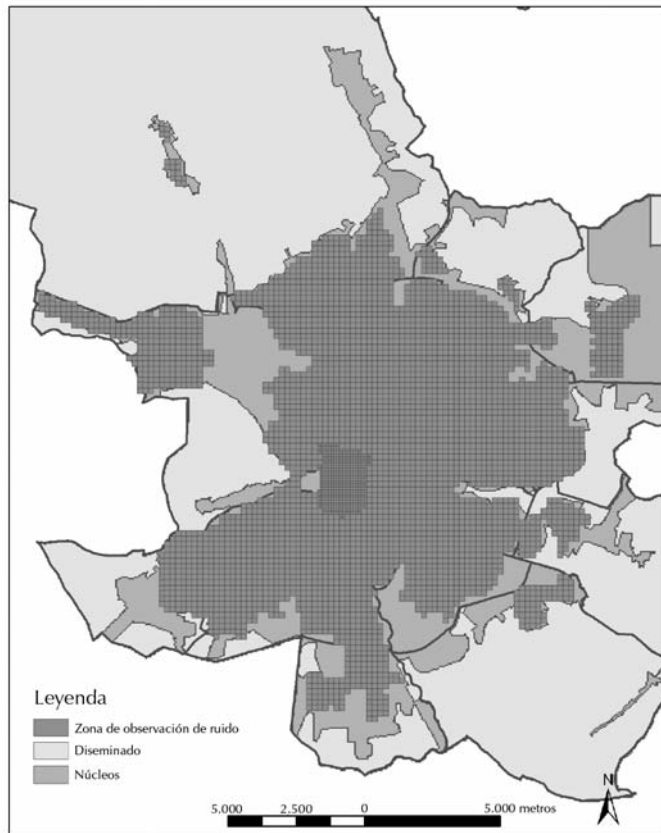 Leyenda
Zona de observación de ruido
Diseminado
Núcleos
N
5.000 2.500 0 5.000 metros